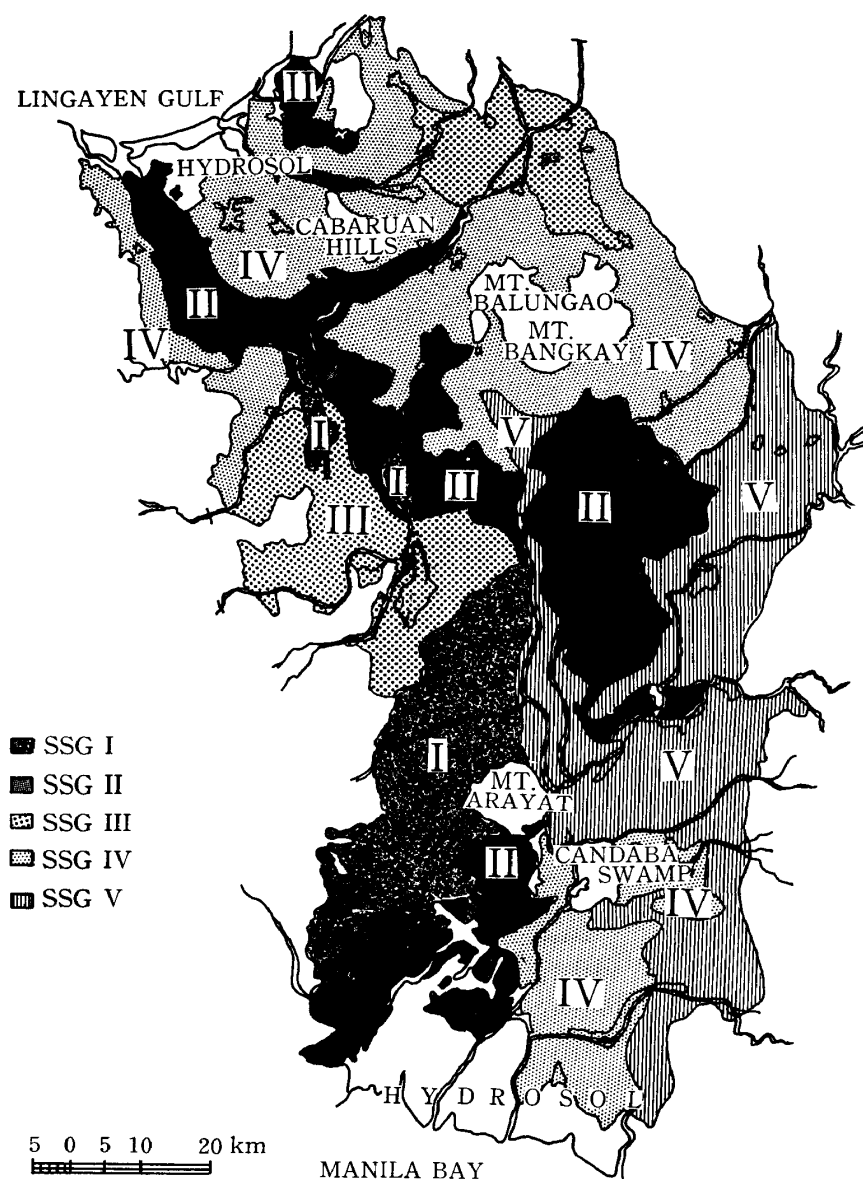 II
LINGAYEN GULF
HYDROSOL
CABARUAN
HILLS
IV
II
IV
MT.
BALUNGAO
MT.
BANGKAY
IV
I
V
I
II
II
V
III
I
MT.
ARAYAT
V
II
CANDABA
SWAMP
IV
IV
SSG I
SSG II
SSG III
SSG IV
SSG V
HYDROSOL
5 0 5 10 20 km
MANILA BAY